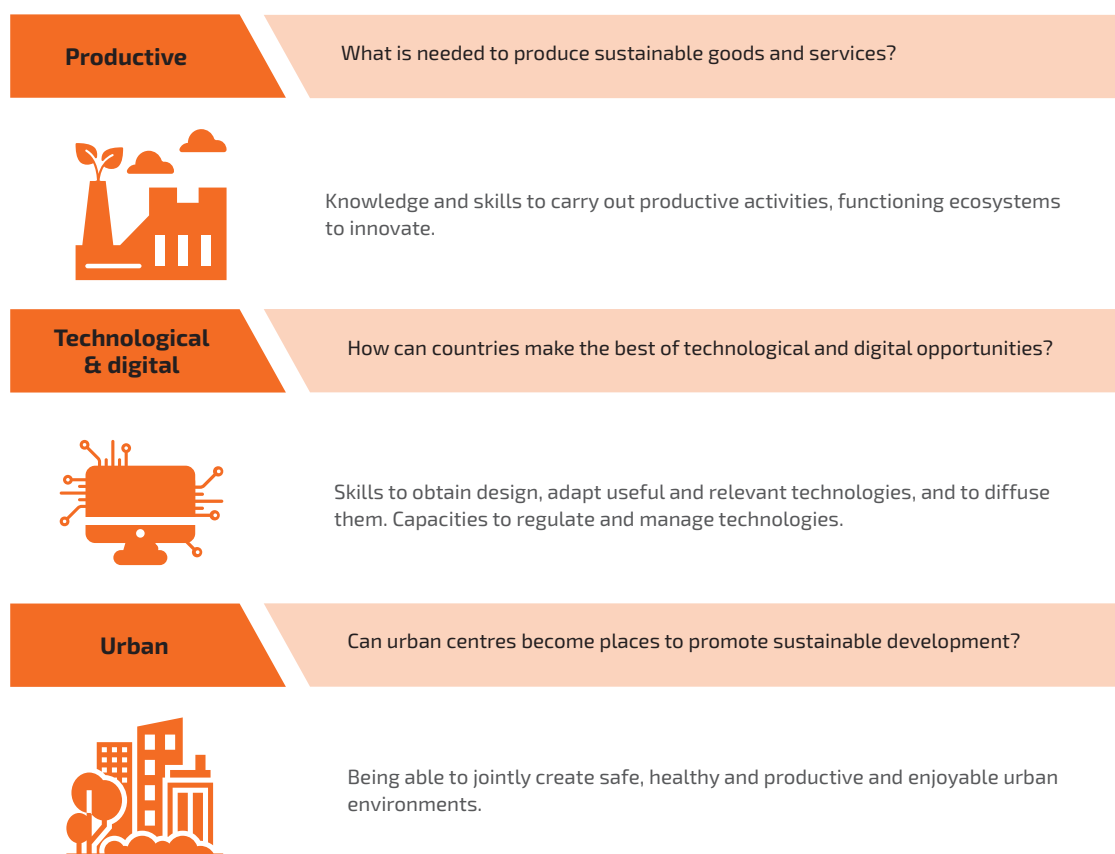 Productive
What is needed to produce sustainable goods and services?
Knowledge and skills to carry out productive activities, functioning ecosystems
to innovate.
Technological
& digital
How can countries make the best of technological and digital opportunities?
Skills to obtain design, adapt useful and relevant technologies, and to diffuse
them. Capacities to regulate and manage technologies.
Urban
Can urban centres become places to promote sustainable development?
Being able to jointly create safe, healthy and productive and enjoyable urban
environments.